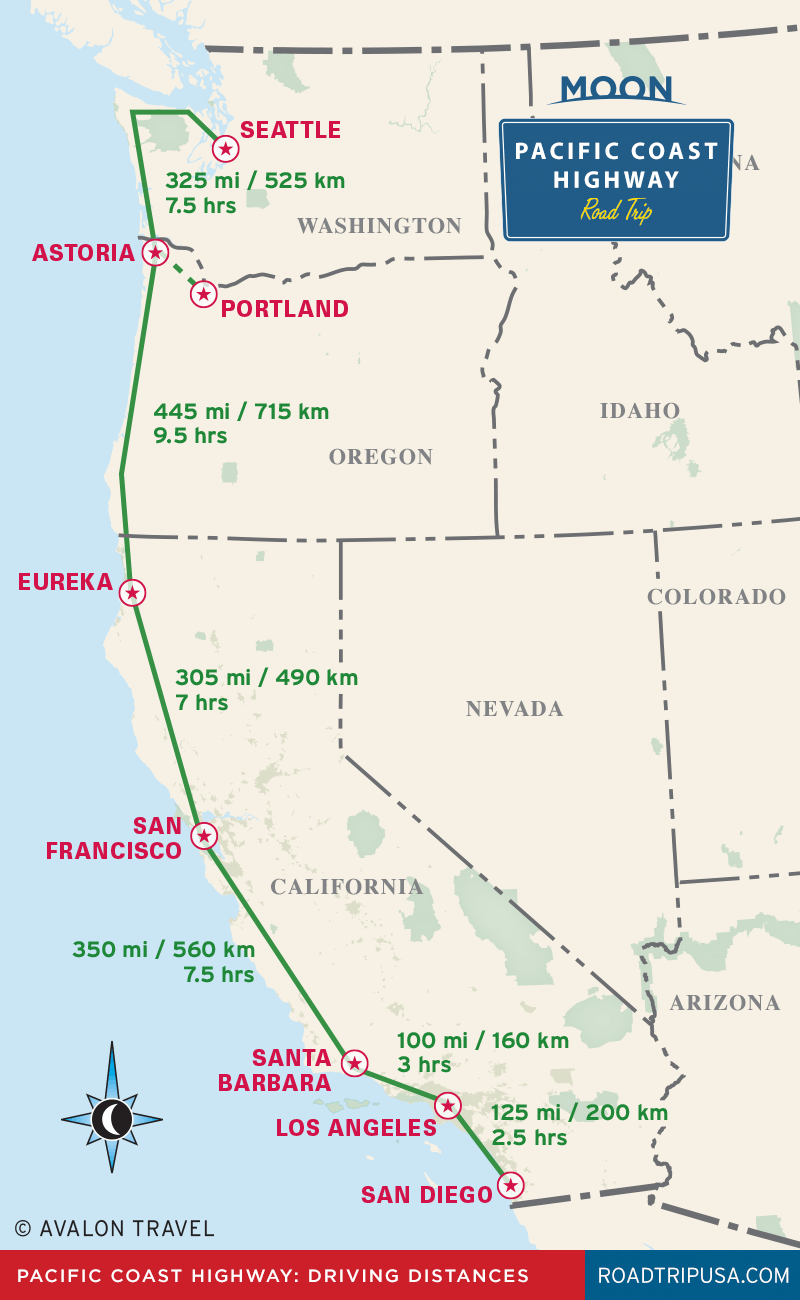 MOON
PACIFIC COAST
HIGHWAY
Road Trip
NA
SEATTLE
325 mi / 525 km
7.5 hrs
WASHINGTON
ASTORIA
PORTLAND
445 mi / 715 km
9.5 hrs
IDAHO
OREGON
EUREKA
COLORADO
305 mi / 490 km
7 hrs
NEVADA
SAN
FRANCISCO
CALIFORNIA
350 mi / 560 km
7.5 hrs
ARIZONA
100 mi / 160 km
3 hrs
SANTA
BARBARA
125 mi / 200 km
2.5 hrs
LOS ANGELES
SAN DIEGO
© AVALON TRAVEL
PACIFIC COAST HIGHWAY: DRIVING DISTANCES
ROADTRIPUSA.COM